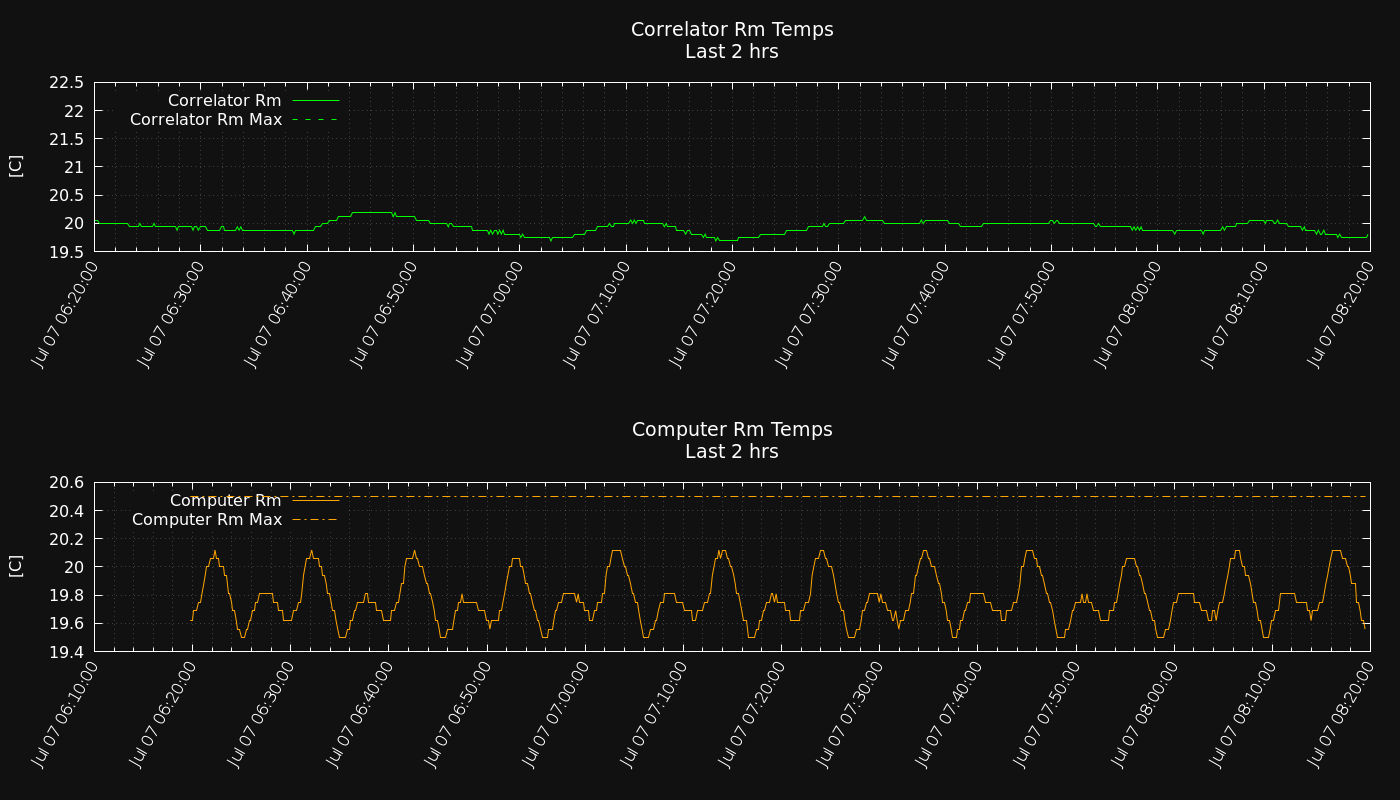 Correlator Rm Temps
Last 2 hrs
22.5
22
21.5
21
20.5
20
19.5
[C]
Correlator Rm
Correlator Rm Max
Jul 07 06:20:00
Jul 07 06:30:00
Jul 07 06:40:00
Jul 07 06:50:00
Jul 07 07:00:00
Jul 07 07:10:00
Jul 07 07:20:00
Jul 07 07:30:00
Jul 07 07:40:00
Jul 07 07:50:00
Jul 07 08:00:00
Jul 07 08:10:00
Jul 07 08:20:00
Computer Rm Temps
Last 2 hrs
20.6
20.4
20.2
20
19.8
19.6
19.4
[C]
Computer Rm
Computer Rm Max
Jul 07 06:10:00
Jul 07 06:20:00
Jul 07 06:30:00
Jul 07 06:40:00
Jul 07 06:50:00
Jul 07 07:00:00
Jul 07 07:10:00
Jul 07 07:20:00
Jul 07 07:30:00
Jul 07 07:40:00
Jul 07 07:50:00
Jul 07 08:00:00
Jul 07 08:10:00
Jul 07 08:20:00